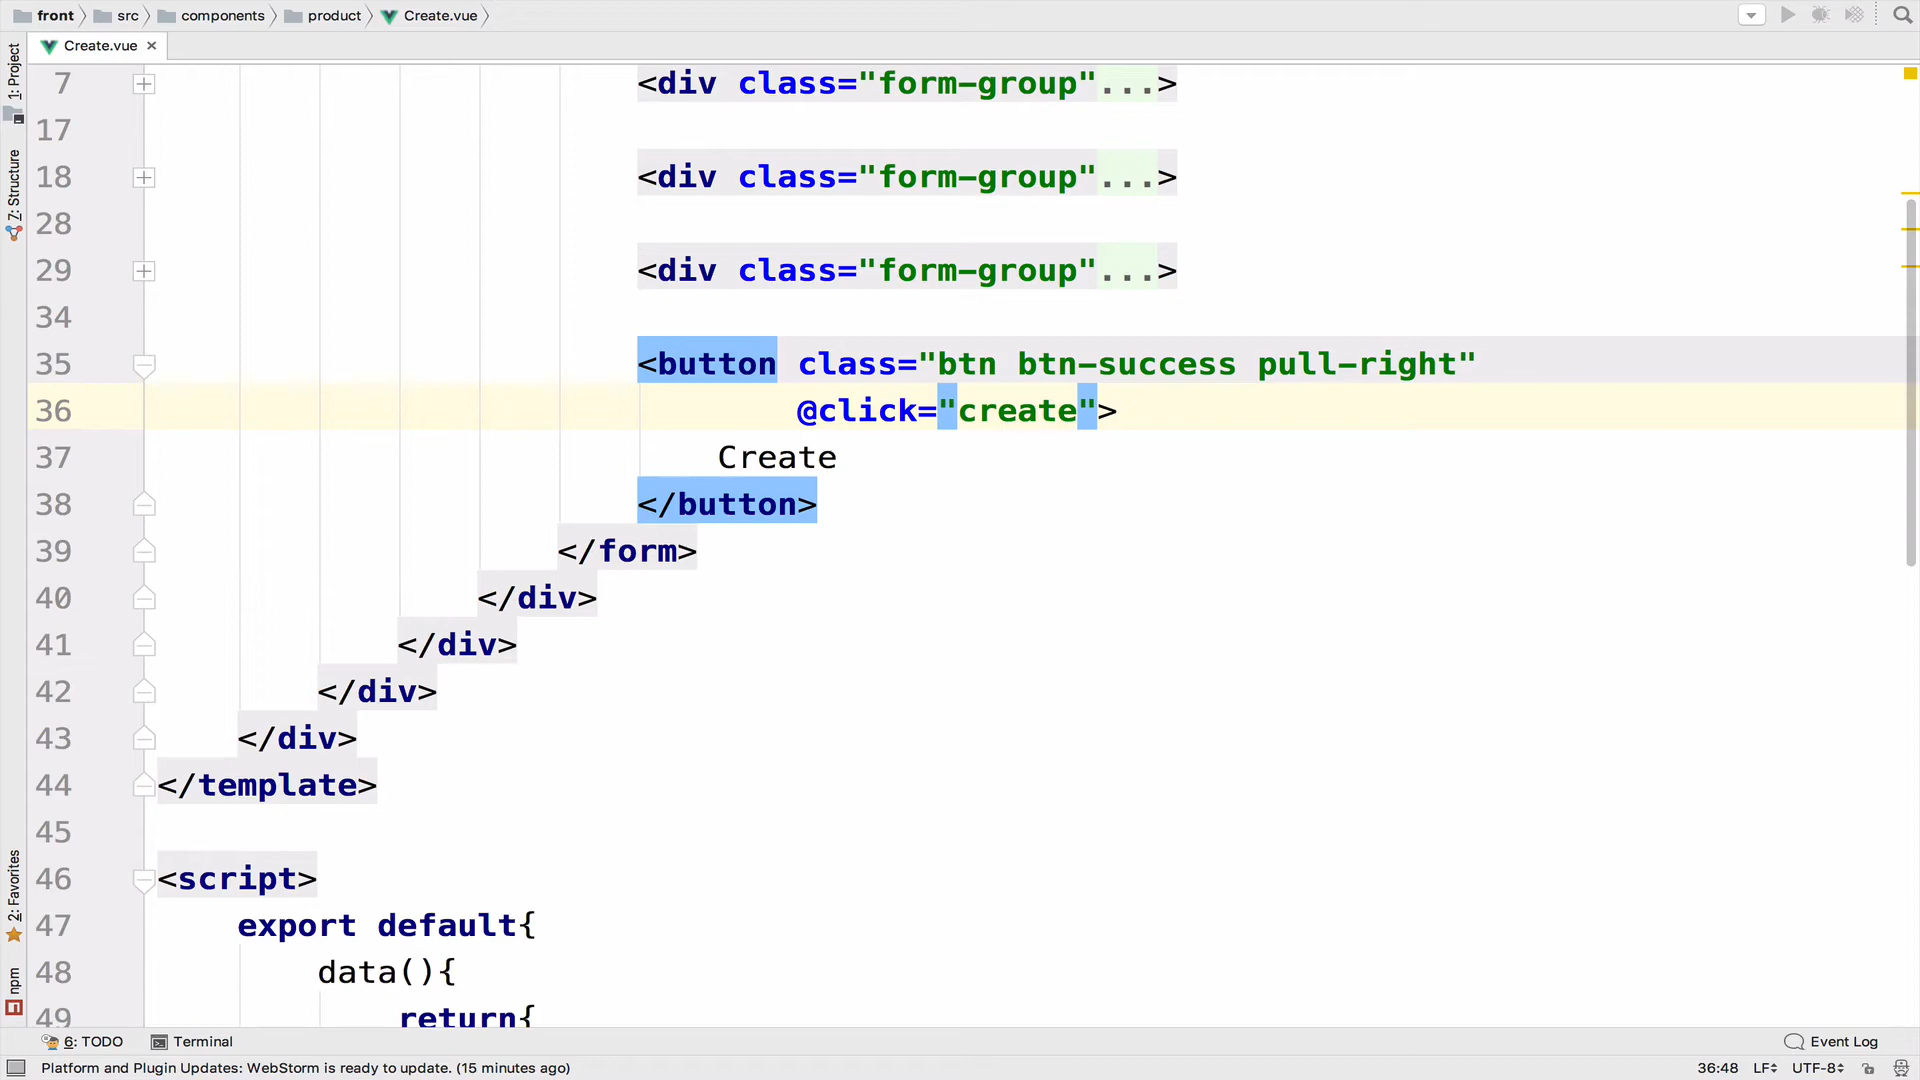 front src components product Create.vue
Create.vue
1: Project
7: Structure
2: Favorites
npm
7 <div class="form-group"...>
17
18 <div class="form-group"...>
28
29 <div class="form-group"...>
34
35 <button class="btn btn-success pull-right"
36 @click="create">
37 Create
38 </button>
39 </form>
40 </div>
41 </div>
42 </div>
43 </div>
44 </template>
45
46 <script>
47 export default{
48 data(){
49 return{
6: TODO Terminal Event Log
Platform and Plugin Updates: WebStorm is ready to update. (15 minutes ago) 36:48 LF UTF-8